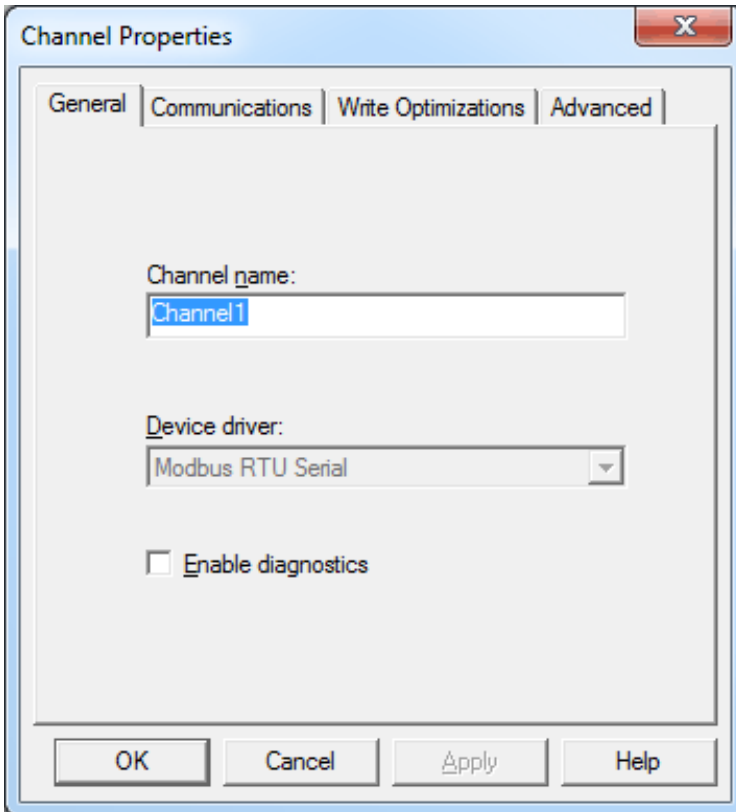 Channel Properties
General Communications Write Optimizations Advanced
Channel name:
Channel1
Device driver:
Modbus RTU Serial
Enable diagnostics
OK Cancel Apply Help